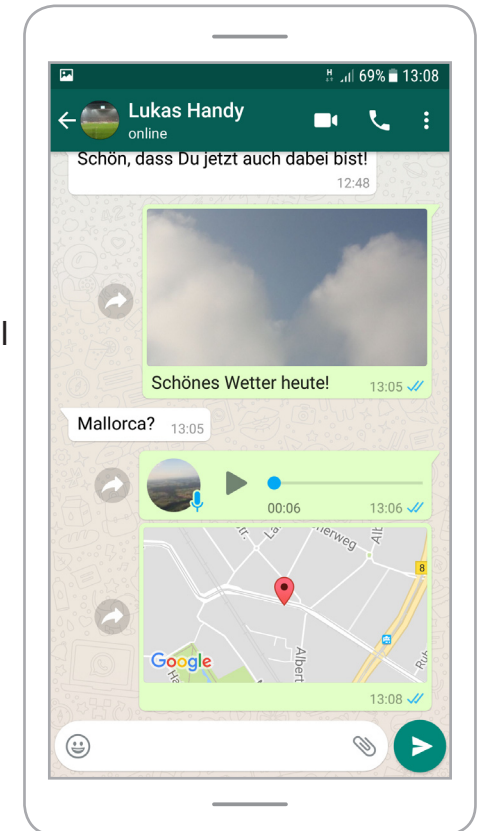 69% 13:08
Lukas Handy
online
Schön, dass Du jetzt auch dabei bist!
12:48
l
Schönes Wetter heute! 13:05
Mallorca? 13:05
00:06 13:06
8
Albert
Google
13:08